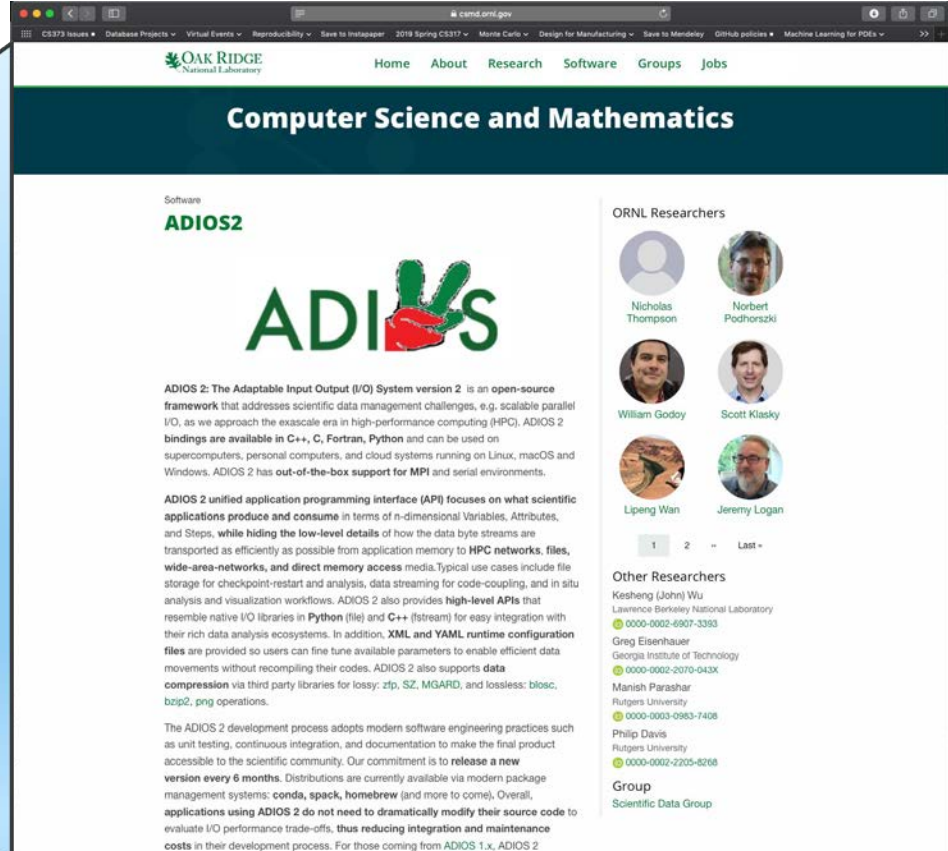 csmd.ornl.gov
CS373 Issues Database Projects Virtual Events Reproducibility Save to Instapaper 2019 Spring CS317 Monte Carlo Design for Manufacturing Save to Mendeley GitHub policies Machine Learning for PDEs >> +
OAK RIDGE
National Laboratory
Home About Research Software Groups Jobs
Computer Science and Mathematics
Software
ADIOS2
ADIOS
ADIOS 2: The Adaptable Input Output (I/O) System version 2 is an open-source
framework that addresses scientific data management challenges, e.g. scalable parallel
I/O, as we approach the exascale era in high-performance computing (HPC). ADIOS 2
bindings are available in C++, C, Fortran, Python and can be used on
supercomputers, personal computers, and cloud systems running on Linux, macOS and
Windows. ADIOS 2 has out-of-the-box support for MPI and serial environments.
ADIOS 2 unified application programming interface (API) focuses on what scientific
applications produce and consume in terms of n-dimensional Variables, Attributes,
and Steps, while hiding the low-level details of how the data byte streams are
transported as efficiently as possible from application memory to HPC networks, files,
wide-area-networks, and direct memory access media.Typical use cases include file
storage for checkpoint-restart and analysis, data streaming for code-coupling, and in situ
analysis and visualization workflows. ADIOS 2 also provides high-level APIs that
resemble native I/O libraries in Python (file) and C++ (fstream) for easy integration with
their rich data analysis ecosystems. In addition, XML and YAML runtime configuration
files are provided so users can fine tune available parameters to enable efficient data
movements without recompiling their codes. ADIOS 2 also supports data
compression via third party libraries for lossy: zfp, SZ, MGARD, and lossless: blosc,
bzip2, png operations.
The ADIOS 2 development process adopts modern software engineering practices such
as unit testing, continuous integration, and documentation to make the final product
accessible to the scientific community. Our commitment is to release a new
version every 6 months. Distributions are currently available via modern package
management systems: conda, spack, homebrew (and more to come). Overall,
applications using ADIOS 2 do not need to dramatically modify their source code to
evaluate I/O performance trade-offs, thus reducing integration and maintenance
costs in their development process. For those coming from ADIOS 1.x, ADIOS 2
ORNL Researchers
Nicholas
Thompson
Norbert
Podhorszki
William Godoy
Scott Klasky
Lipeng Wan
Jeremy Logan
1 2 » Last »
Other Researchers
Kesheng (John) Wu
Lawrence Berkeley National Laboratory
iD 0000-0002-6907-3393
Greg Eisenhauer
Georgia Institute of Technology
iD 0000-0002-2070-043X
Manish Parashar
Rutgers University
iD 0000-0003-0983-7408
Philip Davis
Rutgers University
iD 0000-0002-2205-8268
Group
Scientific Data Group